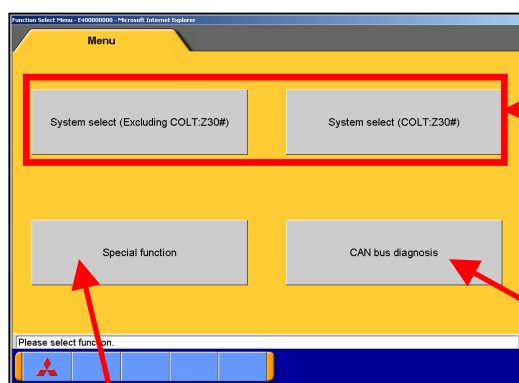 Function Select Menu - E400000000 - Microsoft Internet Explorer
Menu
System select (Excluding COLT:Z30#)
System select (COLT:Z30#)
Special function
CAN bus diagnosis
Please select function.